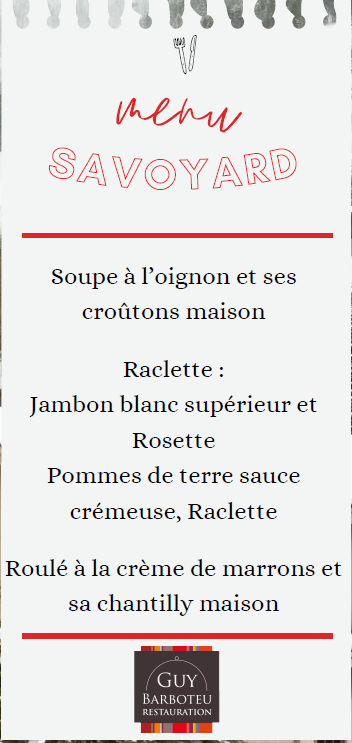 menu
SAVOYARD
Soupe à l’oignon et ses
croûtons maison
Raclette :
Jambon blanc supérieur et
Rosette
Pommes de terre sauce
crémeuse, Raclette
Roulé à la crème de marrons et
sa chantilly maison
GUY
BARBOTEU
RESTAURATION